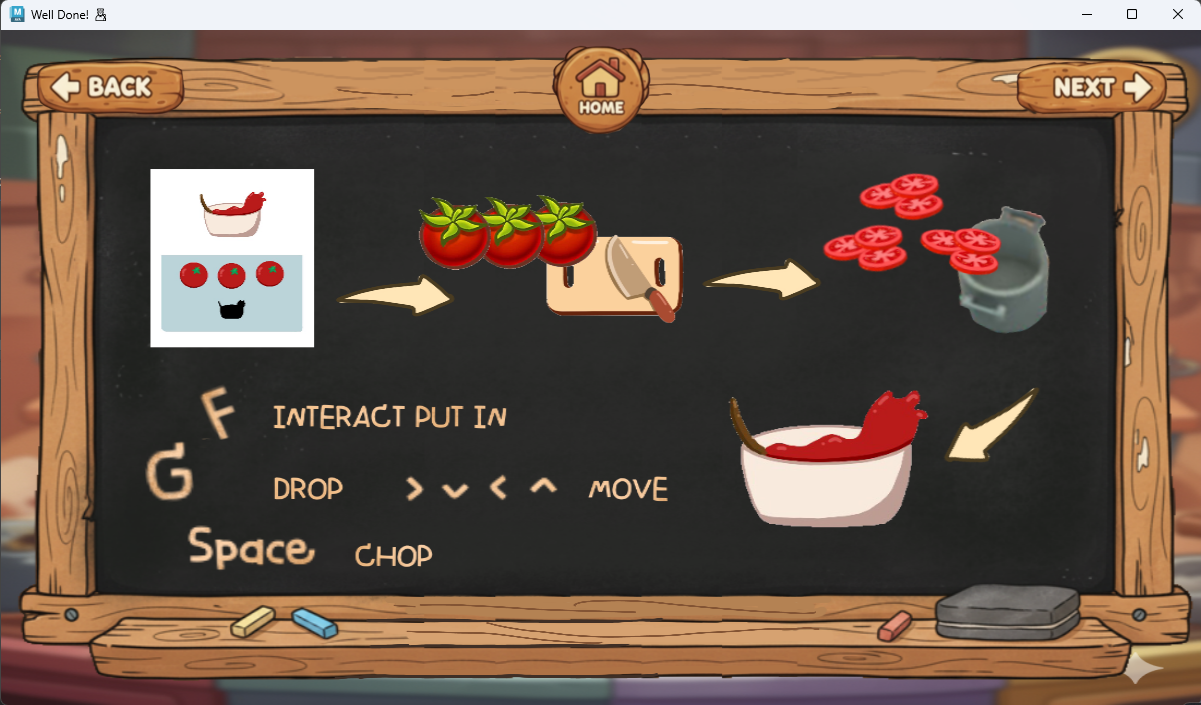 Well Done!
BACK
HOME
NEXT
F INTERACT PUT IN
G DROP > v < ^ MOVE
Space CHOP